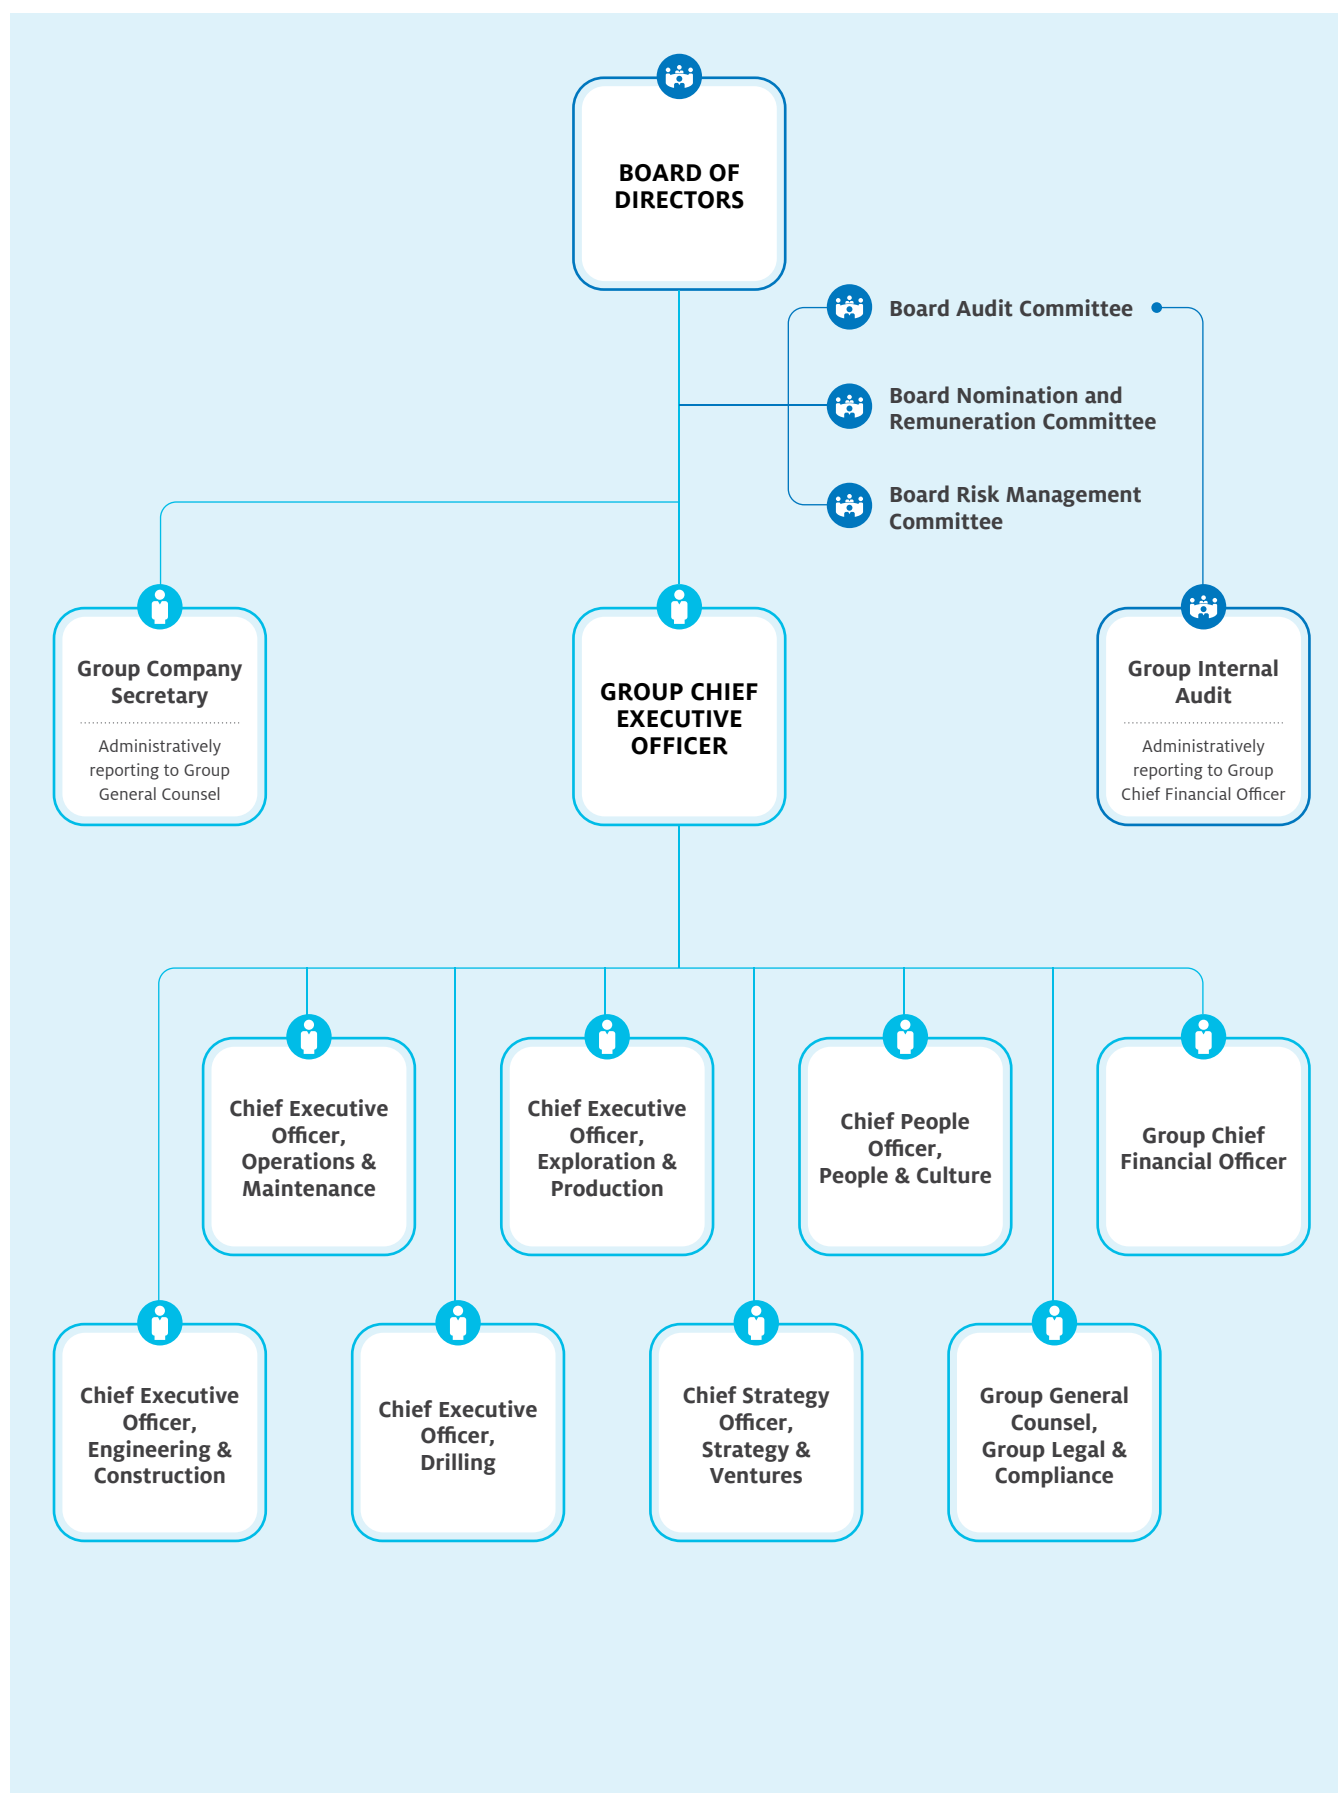 BOARD OF
DIRECTORS
Board Audit Committee
Board Nomination and
Remuneration Committee
Board Risk Management
Committee
Group Company
Secretary
Administratively
reporting to Group
General Counsel
GROUP CHIEF
EXECUTIVE
OFFICER
Group Internal
Audit
Administratively
reporting to Group
Chief Financial Officer
Chief Executive
Officer,
Operations &
Maintenance
Chief Executive
Officer,
Exploration &
Production
Chief People
Officer,
People & Culture
Group Chief
Financial Officer
Chief Executive
Officer,
Engineering &
Construction
Chief Executive
Officer,
Drilling
Chief Strategy
Officer,
Strategy &
Ventures
Group General
Counsel,
Group Legal &
Compliance